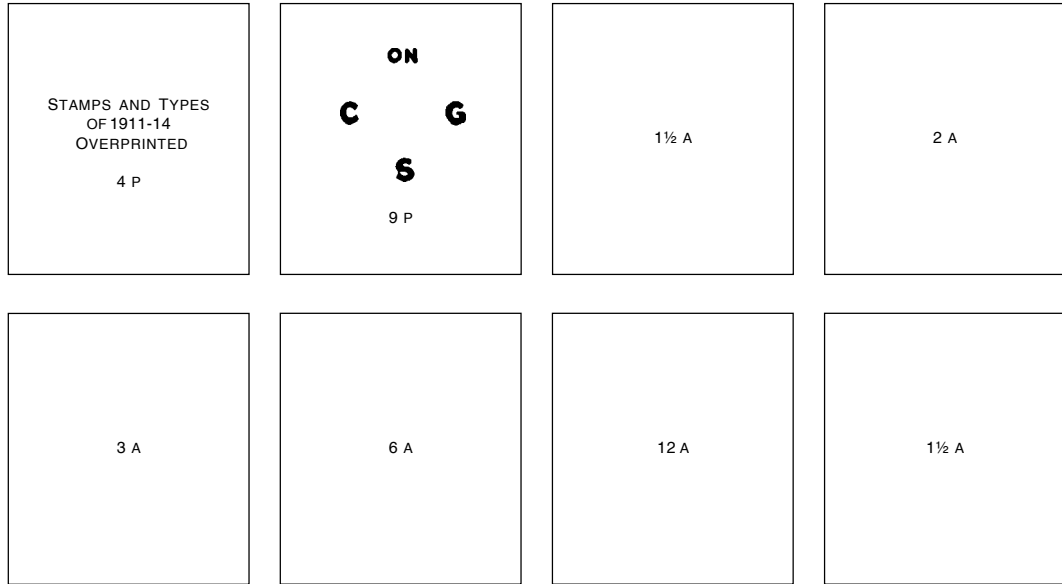 STAMPS AND TYPES
OF 1911-14
OVERPRINTED
4 P
ON
C G
S
9 P
1½ A
2 A
3 A
6 A
12 A
1½ A